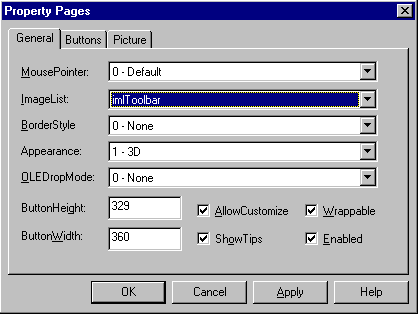 Property Pages
General Buttons Picture
MousePointer: 0 - Default
ImageList: imlToolbar
BorderStyle 0 - None
Appearance: 1 - 3D
OLEDropMode: 0 - None
ButtonHeight: 329 AllowCustomize Wrappable
ButtonWidth: 360 ShowTips Enabled
OK Cancel Apply Help